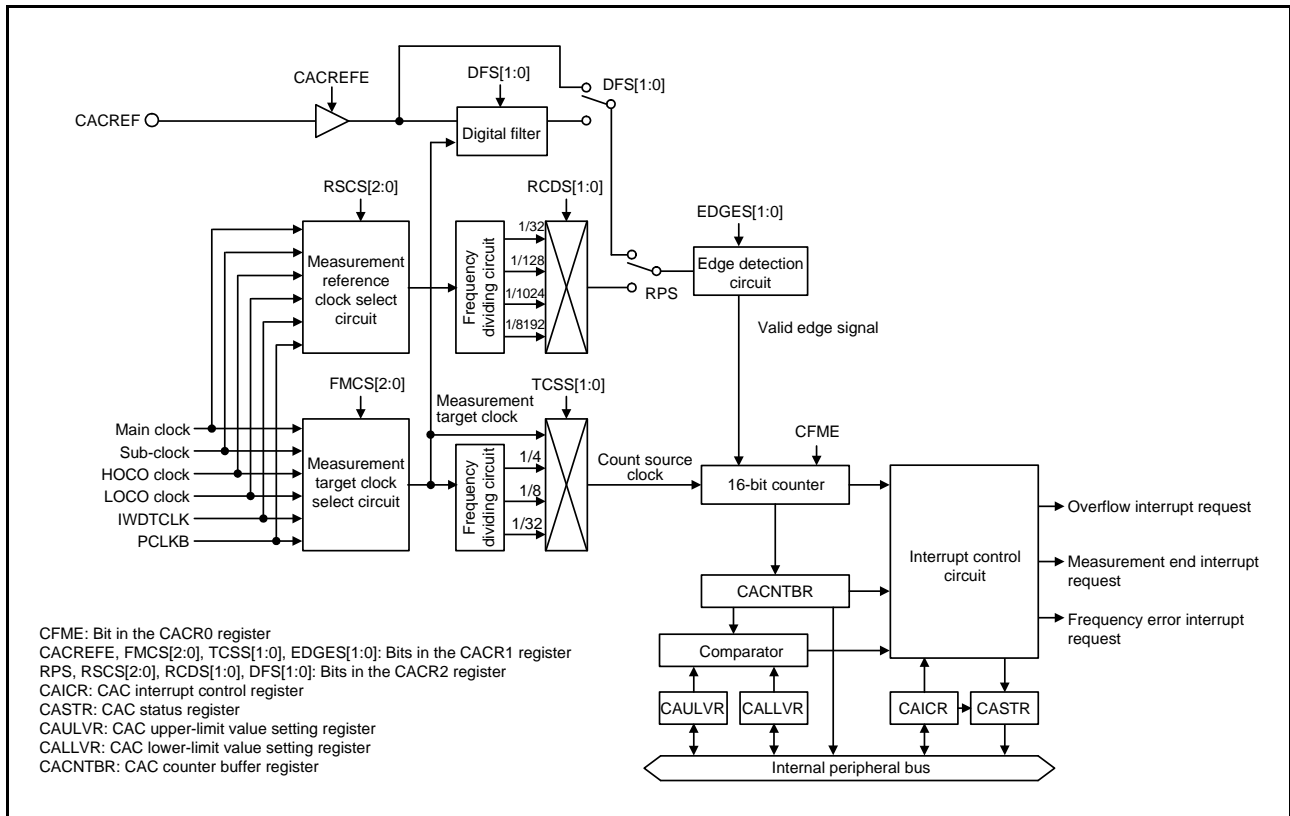 CACREFE
DFS[1:0]
DFS[1:0]
CACREF
Digital filter
RSCS[2:0]
RCDS[1:0]
EDGES[1:0]
Measurement
reference
clock select
circuit
Frequency
dividing circuit
1/32
1/128
1/1024
1/8192
RPS
Edge detection
circuit
Valid edge signal
FMCS[2:0]
Measurement
target clock
TCSS[1:0]
Main clock
Sub-clock
HOCO clock
LOCO clock
IWDTCLK
PCLKB
Measurement
target clock
select circuit
Frequency
dividing circuit
1/4
1/8
1/32
Count source
clock
CFME
16-bit counter
Interrupt control
circuit
Overflow interrupt request
Measurement end interrupt
request
Frequency error interrupt
request
CACNTBR
Comparator
CAULVR
CALLVR
CAICR
CASTR
Internal peripheral bus
CFME: Bit in the CACR0 register
CACREFE, FMCS[2:0], TCSS[1:0], EDGES[1:0]: Bits in the CACR1 register
RPS, RSCS[2:0], RCDS[1:0], DFS[1:0]: Bits in the CACR2 register
CAICR: CAC interrupt control register
CASTR: CAC status register
CAULVR: CAC upper-limit value setting register
CALLVR: CAC lower-limit value setting register
CACNTBR: CAC counter buffer register